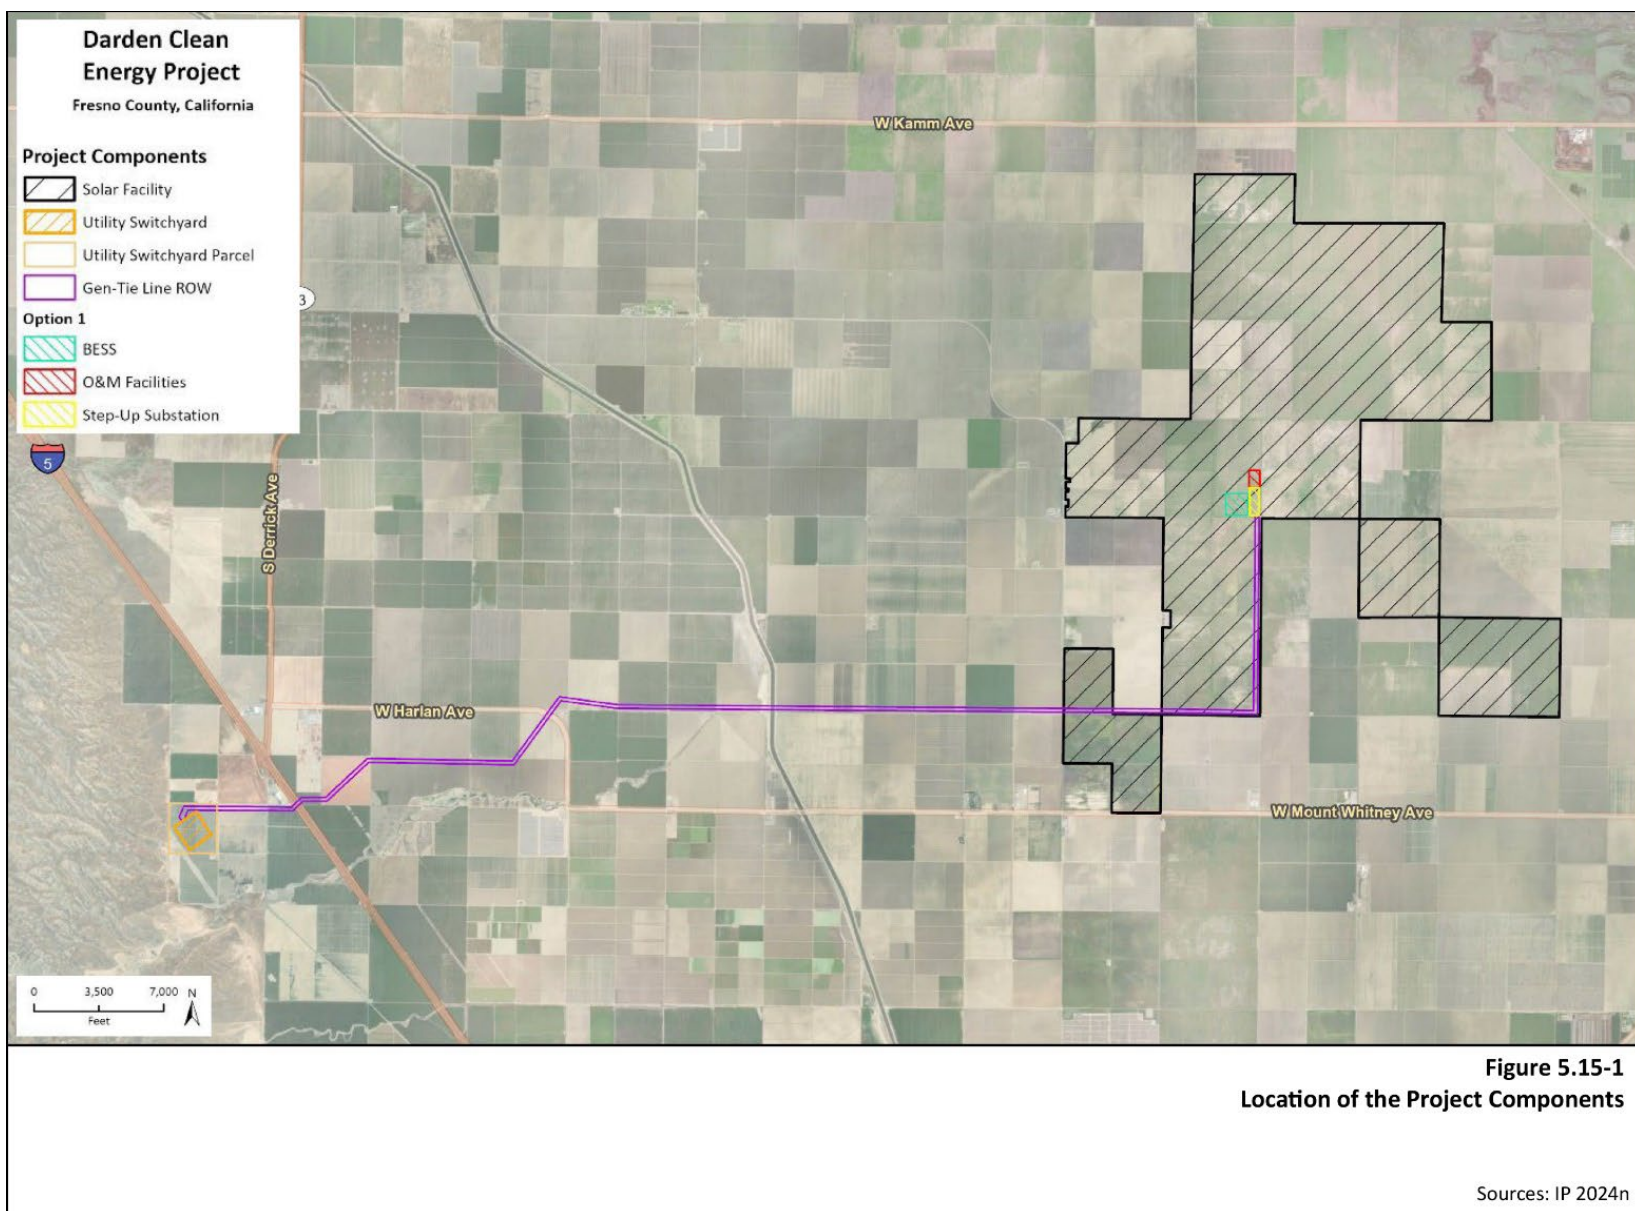 Darden Clean
Energy Project
Fresno County, California
Project Components
Solar Facility
Utility Switchyard
Utility Switchyard Parcel
Gen-Tie Line ROW
Option 1
BESS
O&M Facilities
Step-Up Substation
W Kamm Ave
3
5
S Derrick Ave
W Harlan Ave
W Mount Whitney Ave
0 3,500 7,000 N
Feet
Figure 5.15-1
Location of the Project Components
Sources: IP 2024n